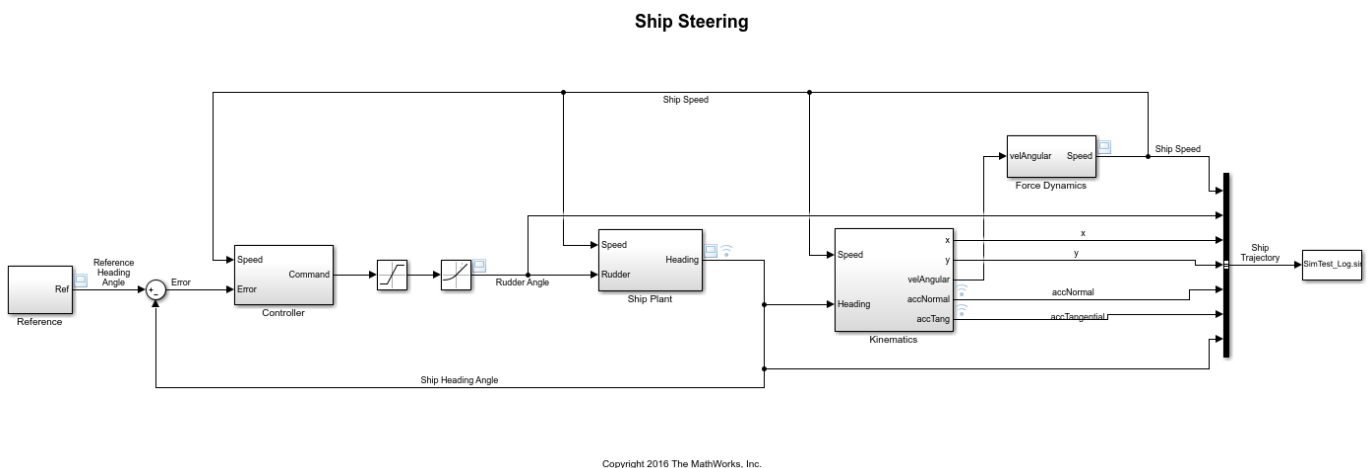 Ship Steering
Ship Speed
velAngular
Speed
Ship Speed
Force Dynamics
Reference
Heading
Angle
Ref
Reference
+
−
Error
Speed
Error
Command
Controller
Rudder Angle
Speed
Rudder
Heading
Ship Plant
Speed
Heading
x
y
velAngular
accNormal
accTang
Kinematics
x
y
accNormal
accTangential
Ship
Trajectory
SimTest_Log.sim
Ship Heading Angle
Copyright 2016 The MathWorks, Inc.